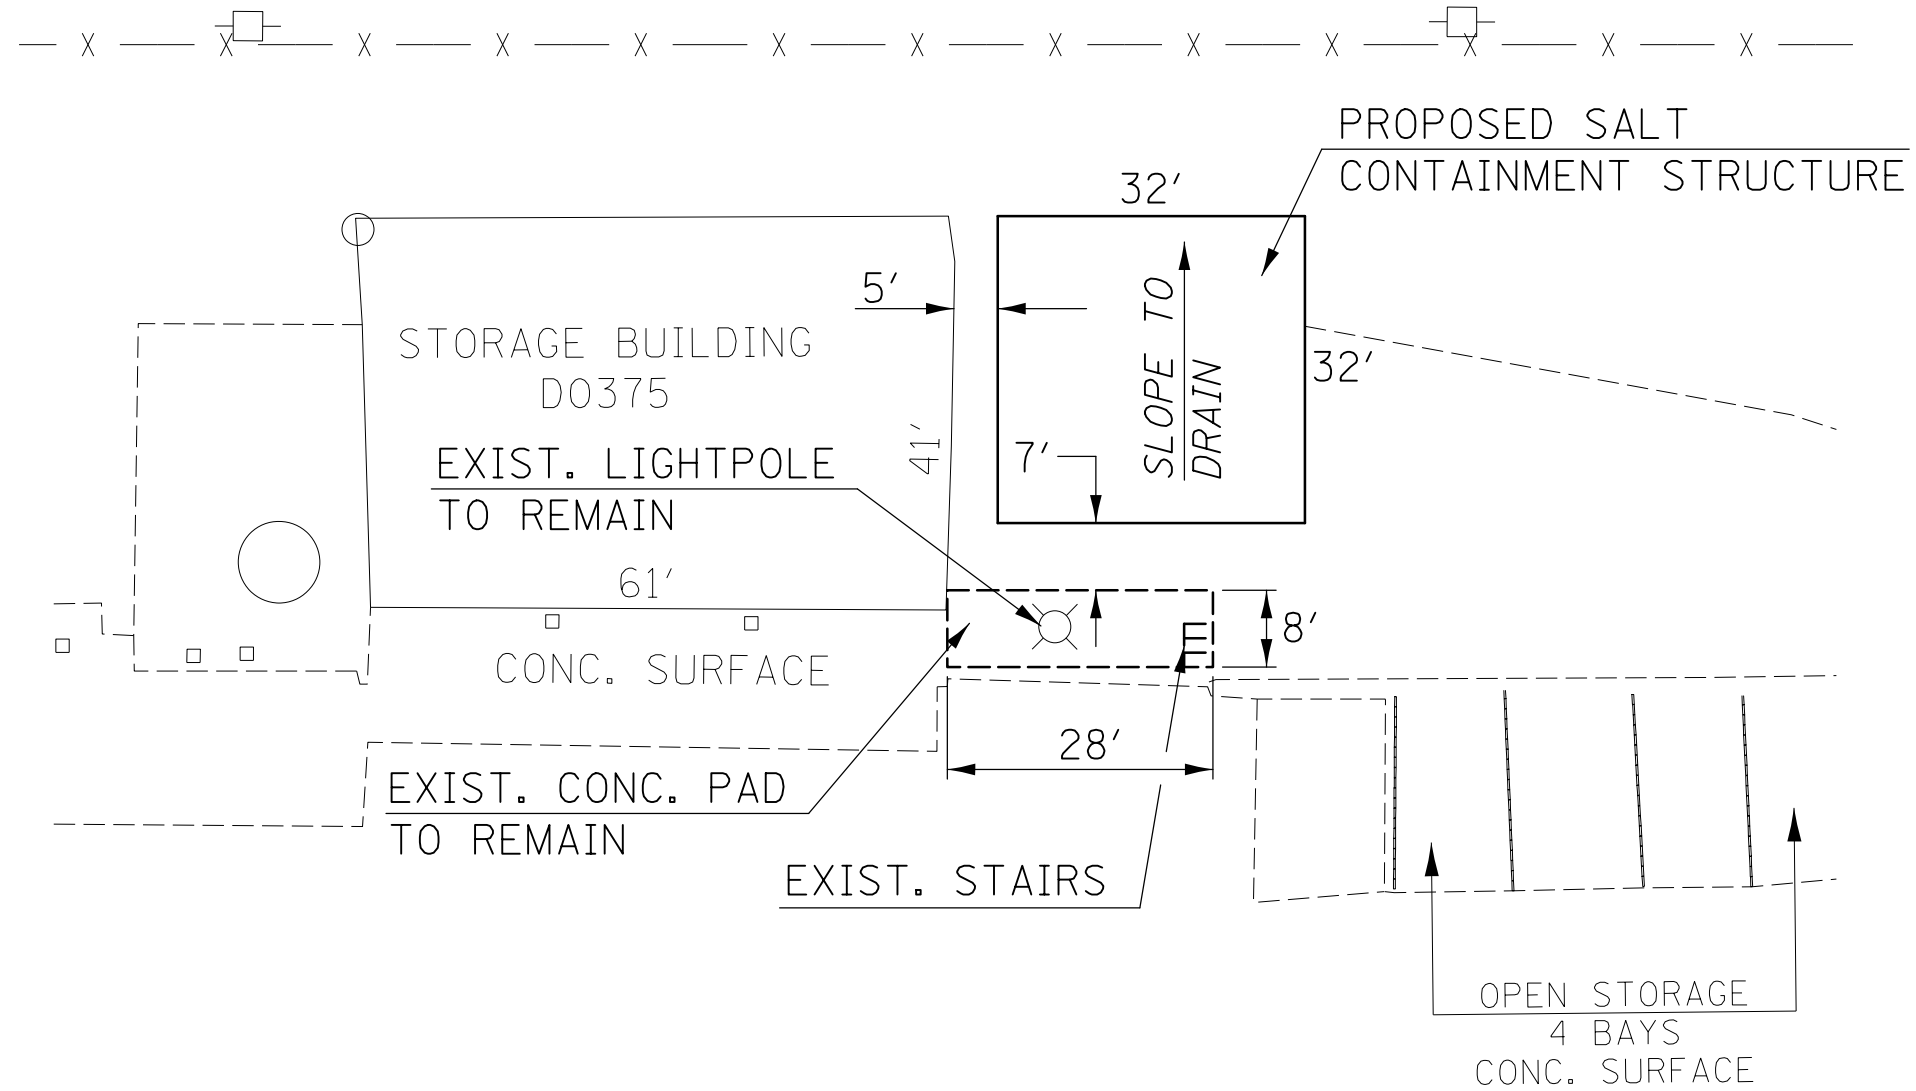 PROPOSED SALT
CONTAINMENT STRUCTURE
32'
5'
SLOPE TO
DRAIN
32'
STORAGE BUILDING
D0375
41'
EXIST. LIGHTPOLE
TO REMAIN
7'
61'
8'
CONC. SURFACE
28'
EXIST. CONC. PAD
TO REMAIN
EXIST. STAIRS
OPEN STORAGE
4 BAYS
CONC. SURFACE